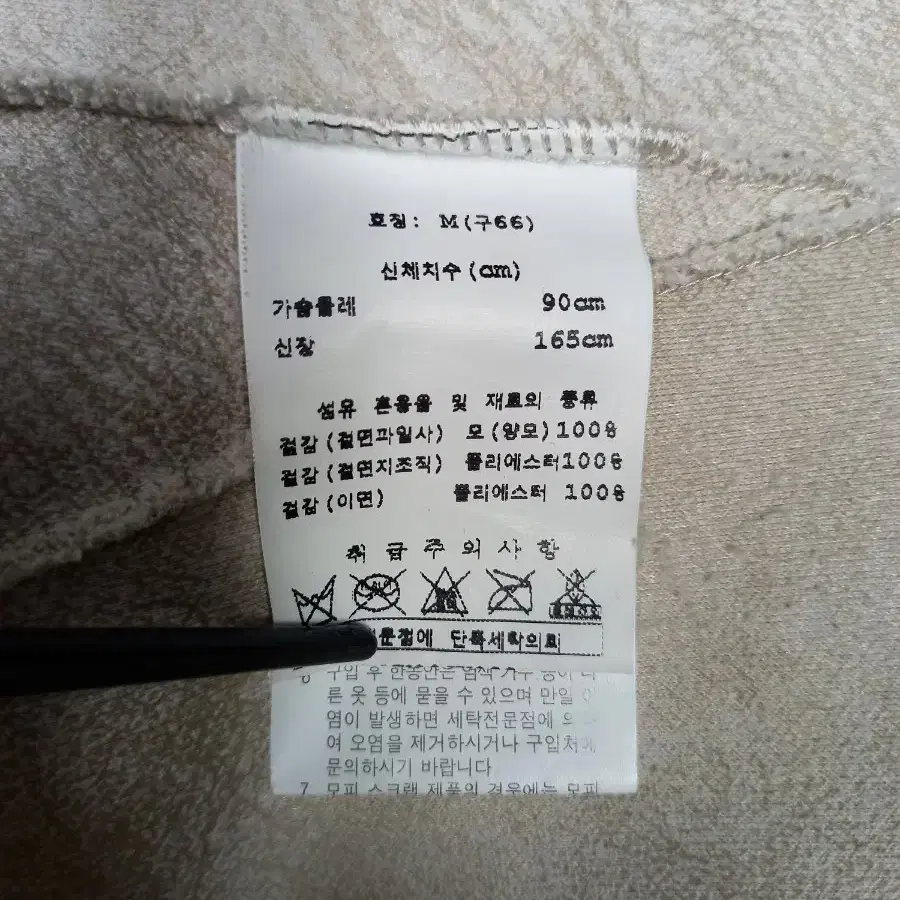 호칭: M(구66)
신체치수(cm)
가슴둘레 90cm
신장 165cm
섬유 혼용율 및 재료의 종류
겉감(겉면파일사) 모(양모)100%
겉감(겉면지조직) 폴리에스터100%
겉감(이면) 폴리에스터 100%
취급주의사항
문점에 단독세탁의뢰
6 구입 후 한동안은 염색 가루 등이 다
른 옷 등에 묻을 수 있으며 만일
염이 발생하면 세탁전문점에
여 오염을 제거하시거나 구입처에
문의하시기 바랍니다
7 모피 스크랩 제품의 경우에는 모피